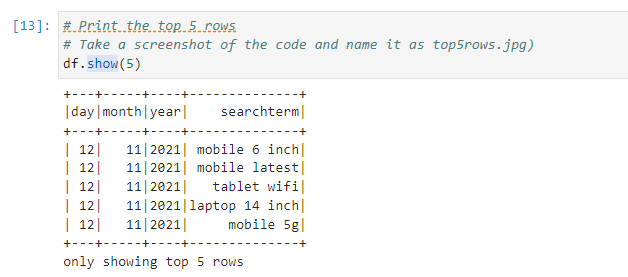 [13]: # Print the top 5 rows
# Take a screenshot of the code and name it as top5rows.jpg)
df.show(5)
+---+-----+----+--------------+
|day|month|year|    searchterm|
+---+-----+----+--------------+
| 12|   11|2021| mobile 6 inch|
| 12|   11|2021| mobile latest|
| 12|   11|2021|   tablet wifi|
| 12|   11|2021|laptop 14 inch|
| 12|   11|2021|     mobile 5g|
+---+-----+----+--------------+
only showing top 5 rows